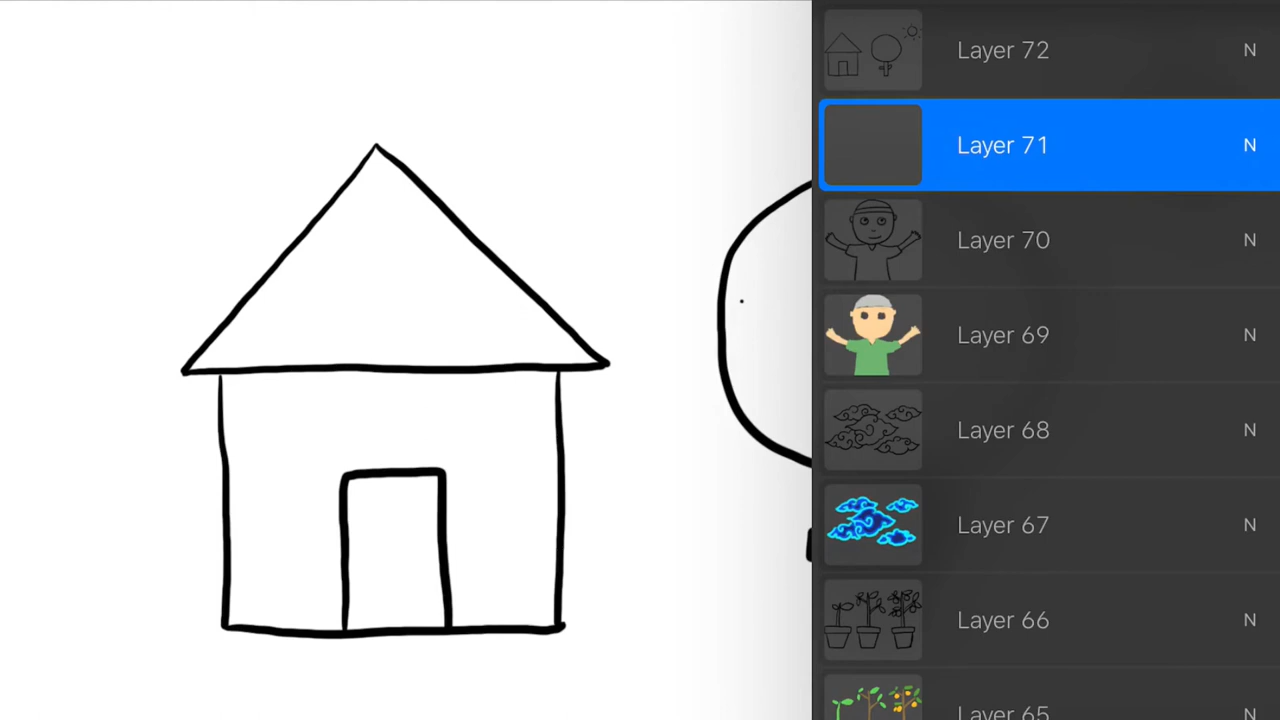 Layer 72 N
Layer 71 N
Layer 70 N
Layer 69 N
Layer 68 N
Layer 67 N
Layer 66 N
Layer 65